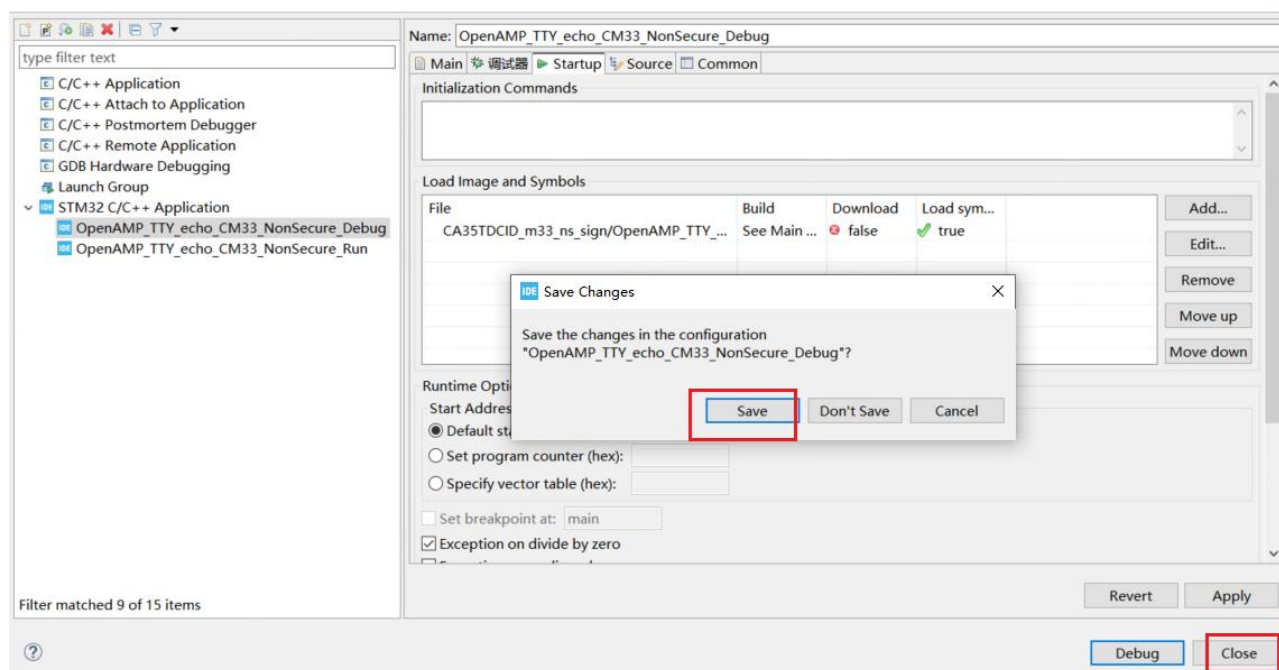 Name: OpenAMP_TTY_echo_CM33_NonSecure_Debug
type filter text
Main 调试器 Startup Source Common
C/C++ Application
C/C++ Attach to Application
C/C++ Postmortem Debugger
C/C++ Remote Application
GDB Hardware Debugging
Launch Group
STM32 C/C++ Application
OpenAMP_TTY_echo_CM33_NonSecure_Debug
OpenAMP_TTY_echo_CM33_NonSecure_Run
Filter matched 9 of 15 items
Initialization Commands
Load Image and Symbols
File Build Download Load sym...
CA35TDCID_m33_ns_sign/OpenAMP_TTY_... See Main ... false true
Add...
Edit...
Remove
Move up
Move down
IDE Save Changes
Save the changes in the configuration
"OpenAMP_TTY_echo_CM33_NonSecure_Debug"?
Save Don't Save Cancel
Runtime Opti
Start Addres
Default sta
Set program counter (hex):
Specify vector table (hex):
Set breakpoint at: main
Exception on divide by zero
Revert Apply
Debug Close